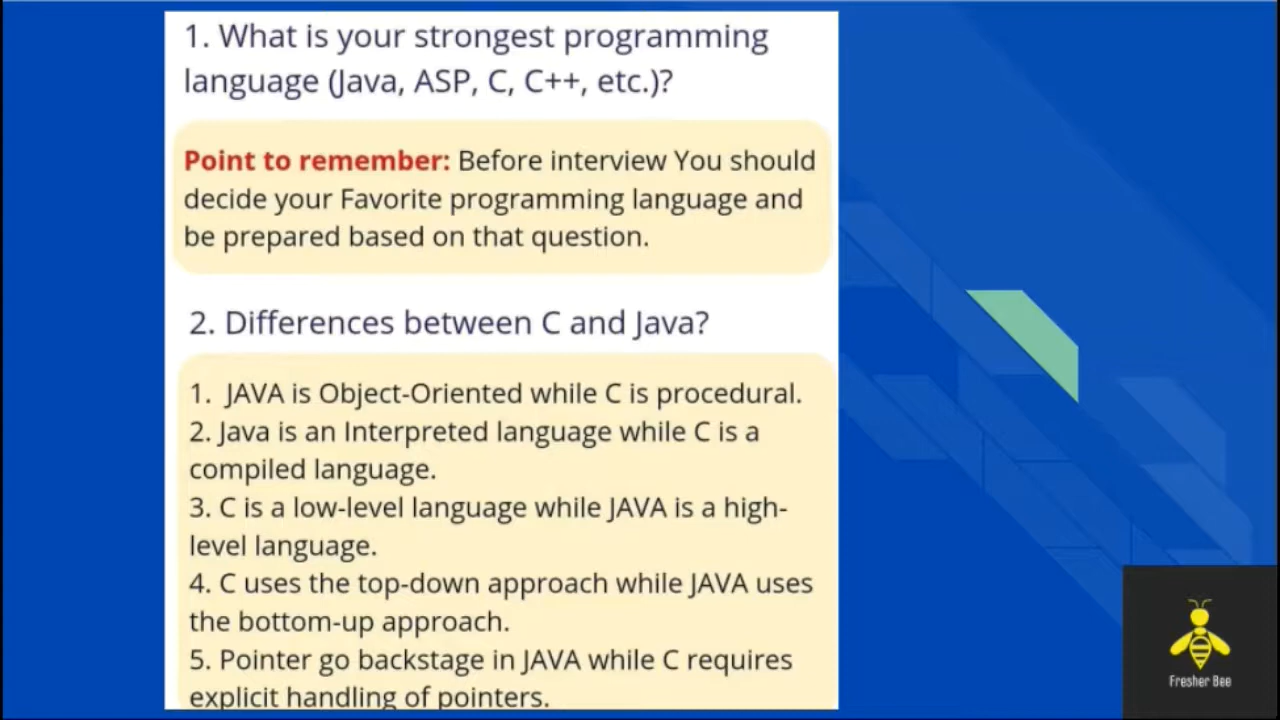 1. What is your strongest programming
language (Java, ASP, C, C++, etc.)?
Point to remember: Before interview You should
decide your Favorite programming language and
be prepared based on that question.
2. Differences between C and Java?
1. JAVA is Object-Oriented while C is procedural.
2. Java is an Interpreted language while C is a
compiled language.
3. C is a low-level language while JAVA is a high-
level language.
4. C uses the top-down approach while JAVA uses
the bottom-up approach.
5. Pointer go backstage in JAVA while C requires
explicit handling of pointers.
Fresher Bee